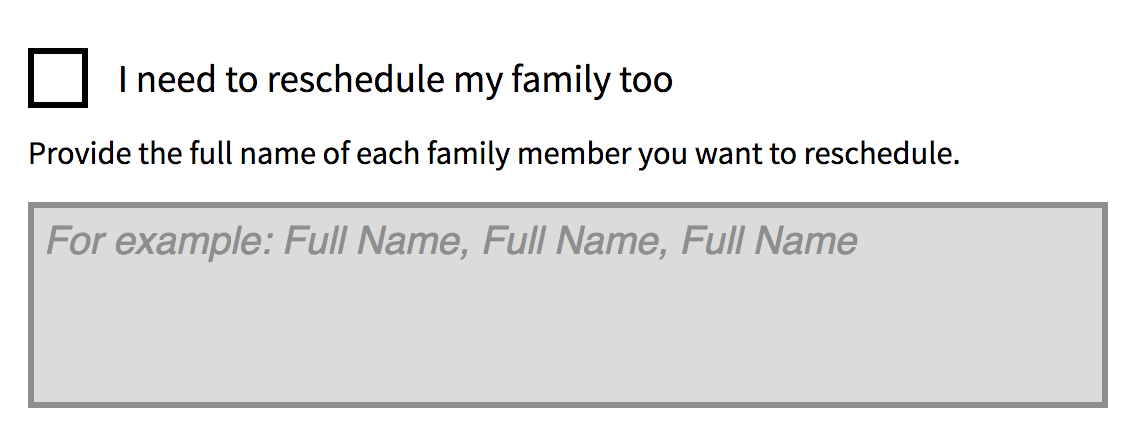 I need to reschedule my family too
Provide the full name of each family member you want to reschedule.
For example: Full Name, Full Name, Full Name